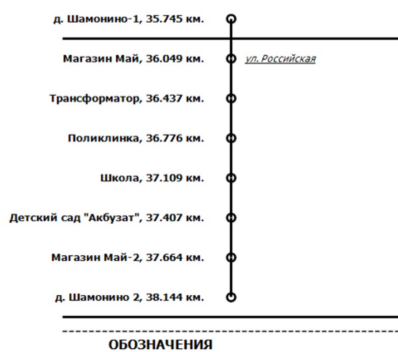 д. Шамонино-1, 35.745 км.
Магазин Май, 36.049 км. ул. Российская
Трансформатор, 36.437 км.
Поликлинка, 36.776 км.
Школа, 37.109 км.
Детский сад "Акбузат", 37.407 км.
Магазин Май-2, 37.664 км.
д. Шамонино 2, 38.144 км.
ОБОЗНАЧЕНИЯ